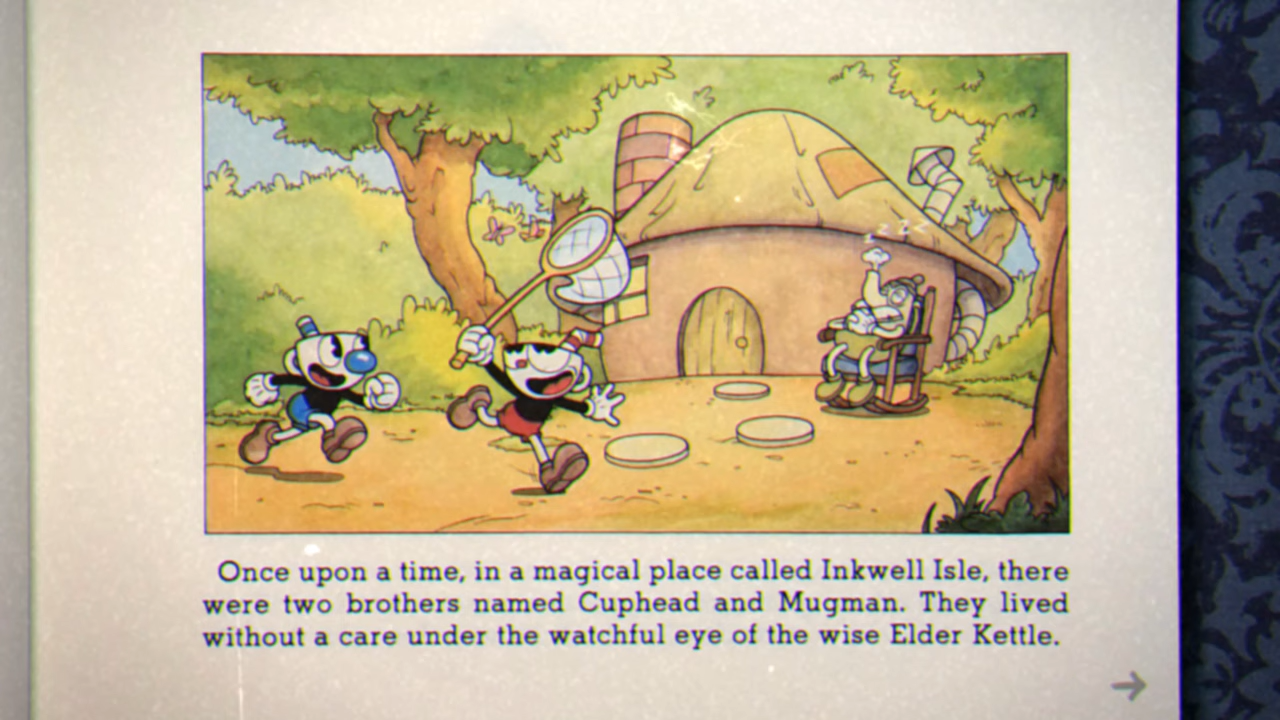 z z z z
Once upon a time, in a magical place called Inkwell Isle, there
were two brothers named Cuphead and Mugman. They lived
without a care under the watchful eye of the wise Elder Kettle.